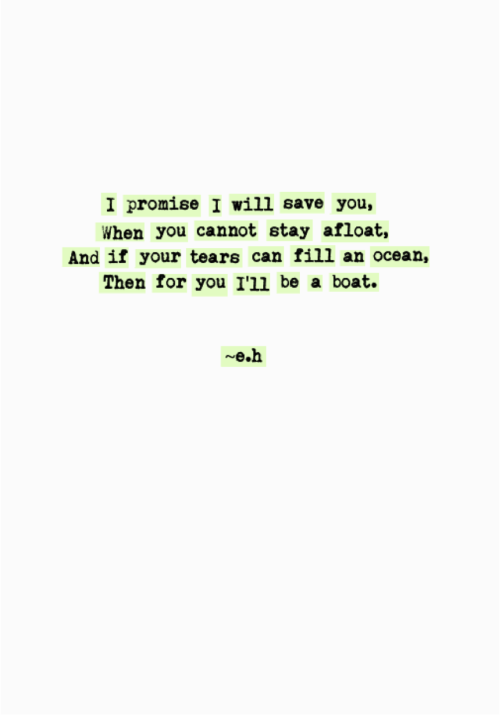 I promise I will save you,
When you cannot stay afloat,
And if your tears can fill an ocean,
Then for you I'll be a boat.
~e.h